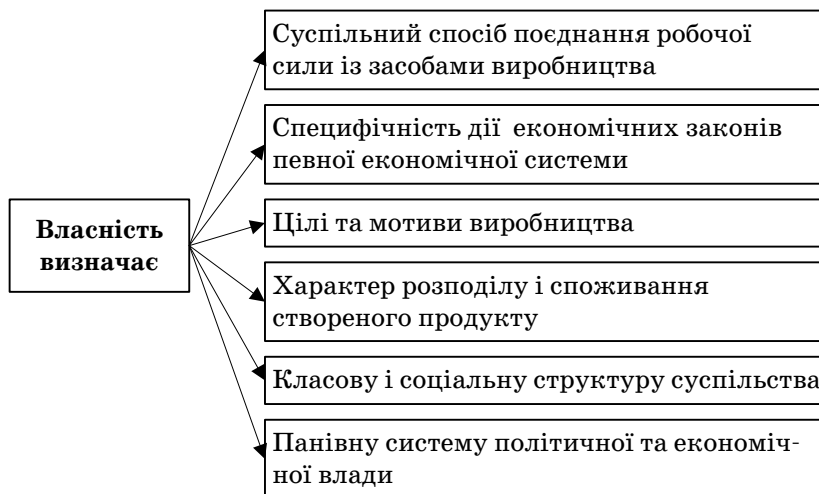 Суспільний спосіб поєднання робочої
сили із засобами виробництва
Специфічність дії економічних законів
певної економічної системи
Власність
визначає
Цілі та мотиви виробництва
Характер розподілу і споживання
створеного продукту
Класову і соціальну структуру суспільства
Панівну систему політичної та економіч-
ної влади